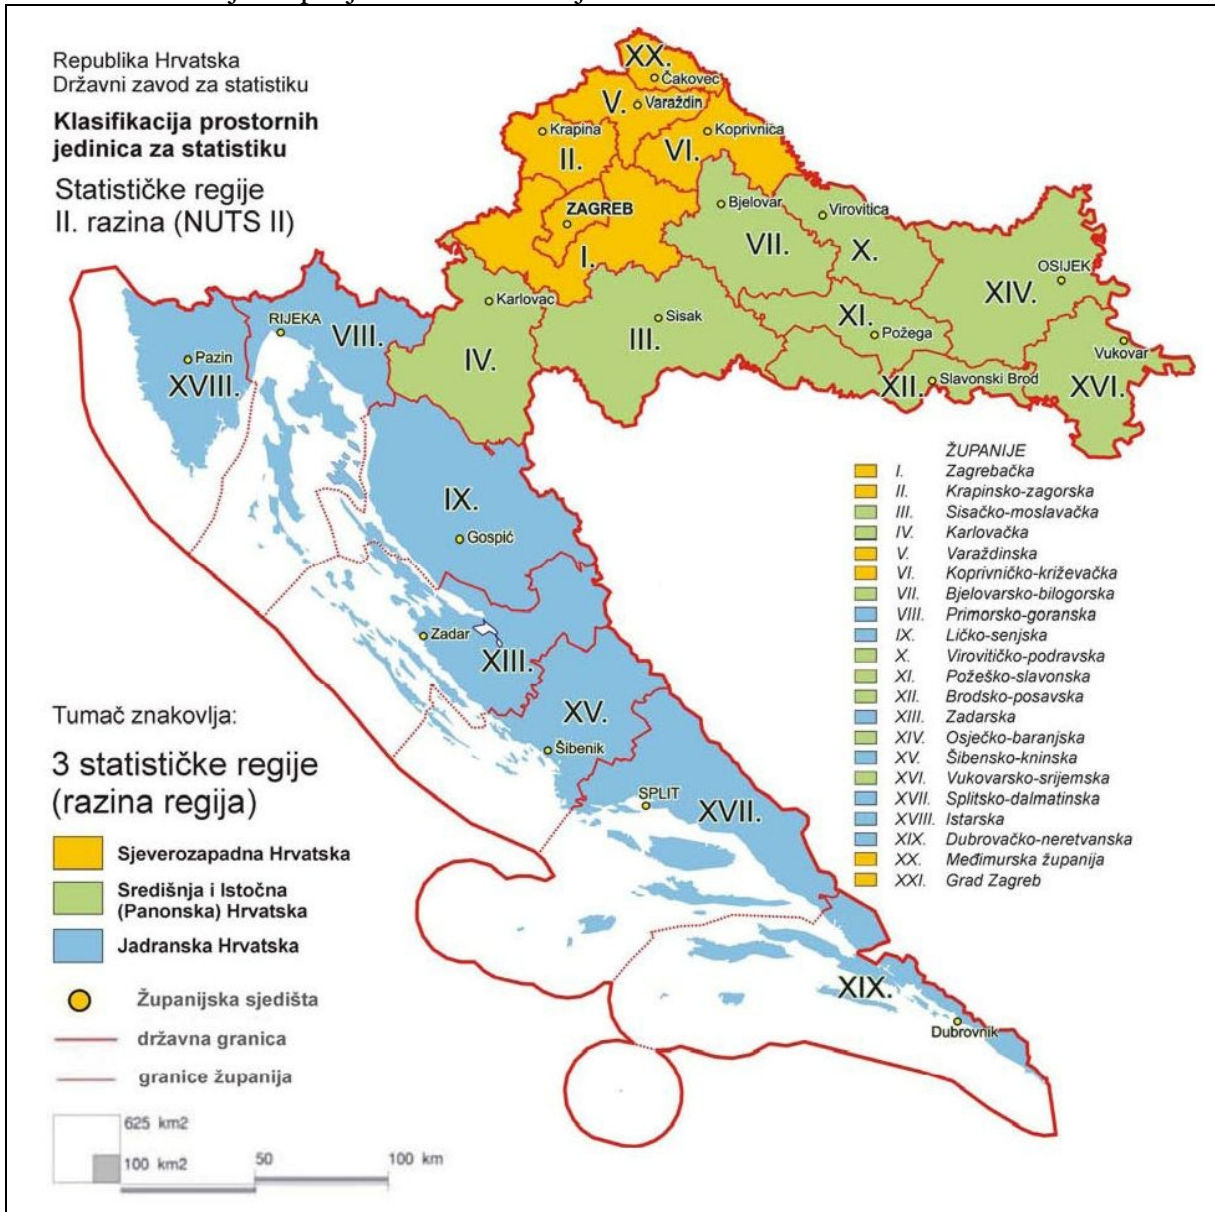 Republika Hrvatska
Državni zavod za statistiku
Klasifikacija prostornih
jedinica za statistiku
Statističke regije
II. razina (NUTS II)
XX.
Čakovec
V.
Varaždin
Krapina
Koprivnica
II.
VI.
ZAGREB
Bjelovar
Virovitica
I.
VII.
X.
OSIJEK
XIV.
Karlovac
Sisak
III.
XI.
Požega
RIJEKA
VIII.
IV.
Vukovar
Pazin
XVIII.
XII.
Slavonski Brod
XVI.
IX.
Gospić
Zadar
XIII.
XV.
Šibenik
SPLIT
XVII.
XIX.
Dubrovnik
ŽUPANIJE
I. Zagrebačka
II. Krapinsko-zagorska
III. Sisačko-moslavačka
IV. Karlovačka
V. Varaždinska
VI. Koprivničko-križevačka
VII. Bjelovarsko-bilogorska
VIII. Primorsko-goranska
IX. Ličko-senjska
X. Virovitičko-podravska
XI. Požeško-slavonska
XII. Brodsko-posavska
XIII. Zadarska
XIV. Osječko-baranjska
XV. Šibensko-kninska
XVI. Vukovarsko-srijemska
XVII. Splitsko-dalmatinska
XVIII. Istarska
XIX. Dubrovačko-neretvanska
XX. Međimurska županija
XXI. Grad Zagreb
Tumač znakovlja:
3 statističke regije
(razina regija)
Sjeverozapadna Hrvatska
Središnja i Istočna
(Panonska) Hrvatska
Jadranska Hrvatska
Županijska sjedišta
državna granica
granice županija
625 km2
100 km2
50
100 km